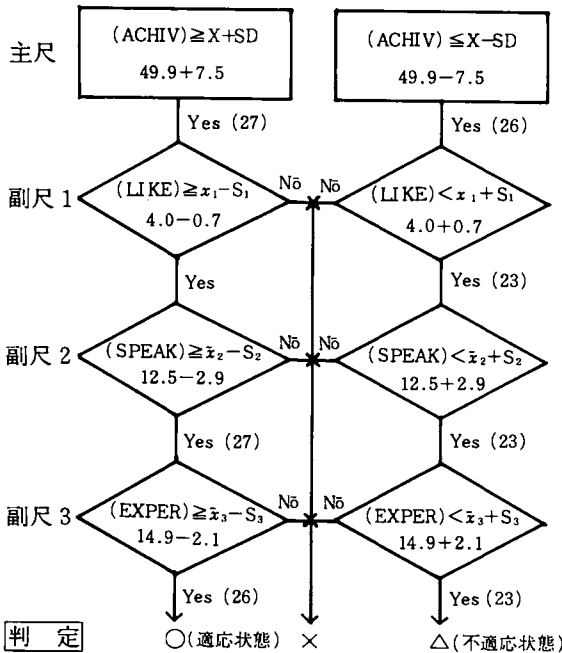 主尺
(ACHIV)≧X+SD
49.9+7.5
(ACHIV)≦X−SD
49.9−7.5
Yes (27)
Yes (26)
副尺 1
(LIKE)≧x₁−S₁
4.0−0.7
Nō
Nō
(LIKE)<x₁+S₁
4.0+0.7
Yes
Yes (23)
副尺 2
(SPEAK)≧x̄₂−S₂
12.5−2.9
Nō
Nō
(SPEAK)<x̄₂+S₂
12.5+2.9
Yes (27)
Yes (23)
副尺 3
(EXPER)≧x̄₃−S₃
14.9−2.1
Nō
Nō
(EXPER)<x̄₃+S₃
14.9+2.1
Yes (26)
Yes (23)
判 定
○(適応状態)
×
△(不適応状態)